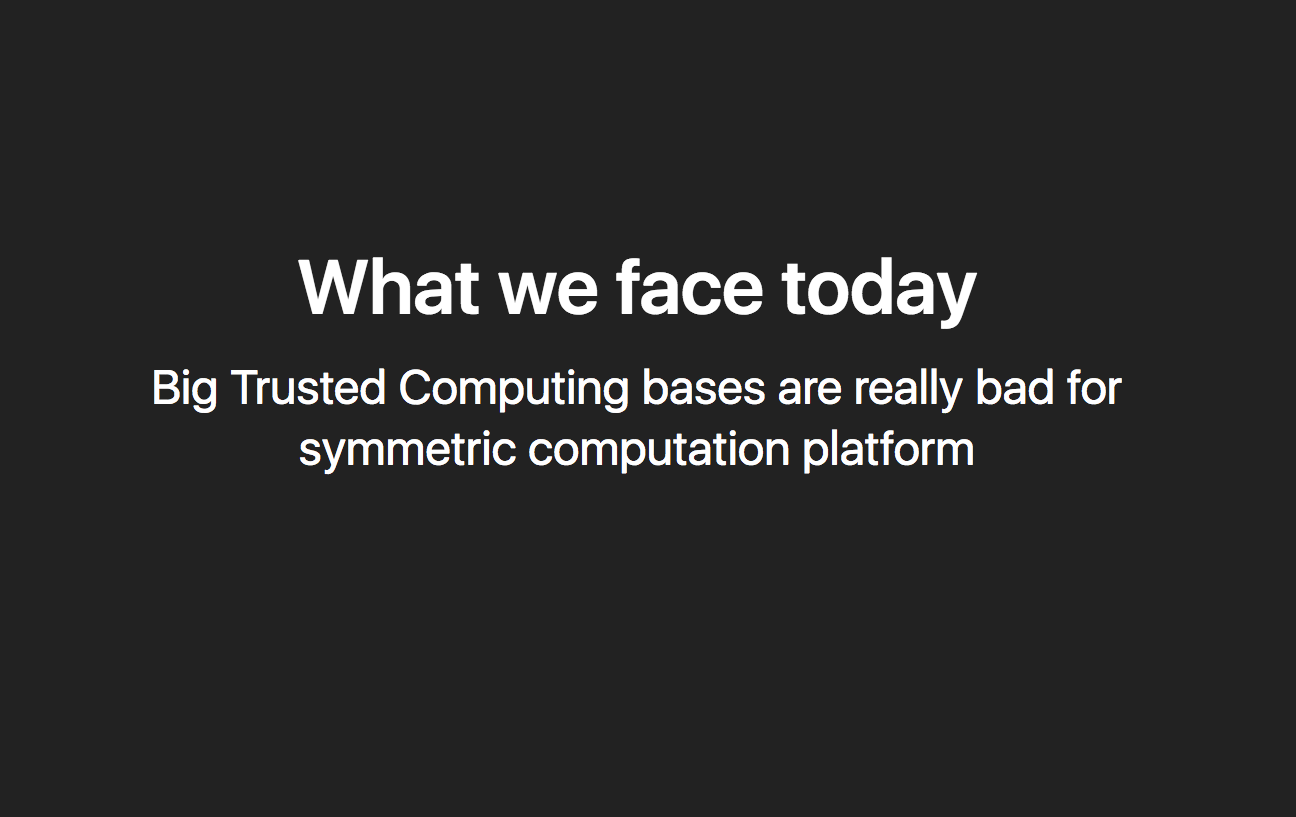 What we face today
Big Trusted Computing bases are really bad for
symmetric computation platform